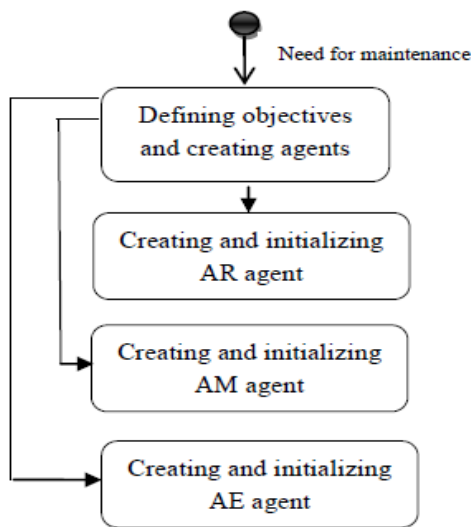 Need for maintenance
Defining objectives
and creating agents
Creating and initializing
AR agent
Creating and initializing
AM agent
Creating and initializing
AE agent